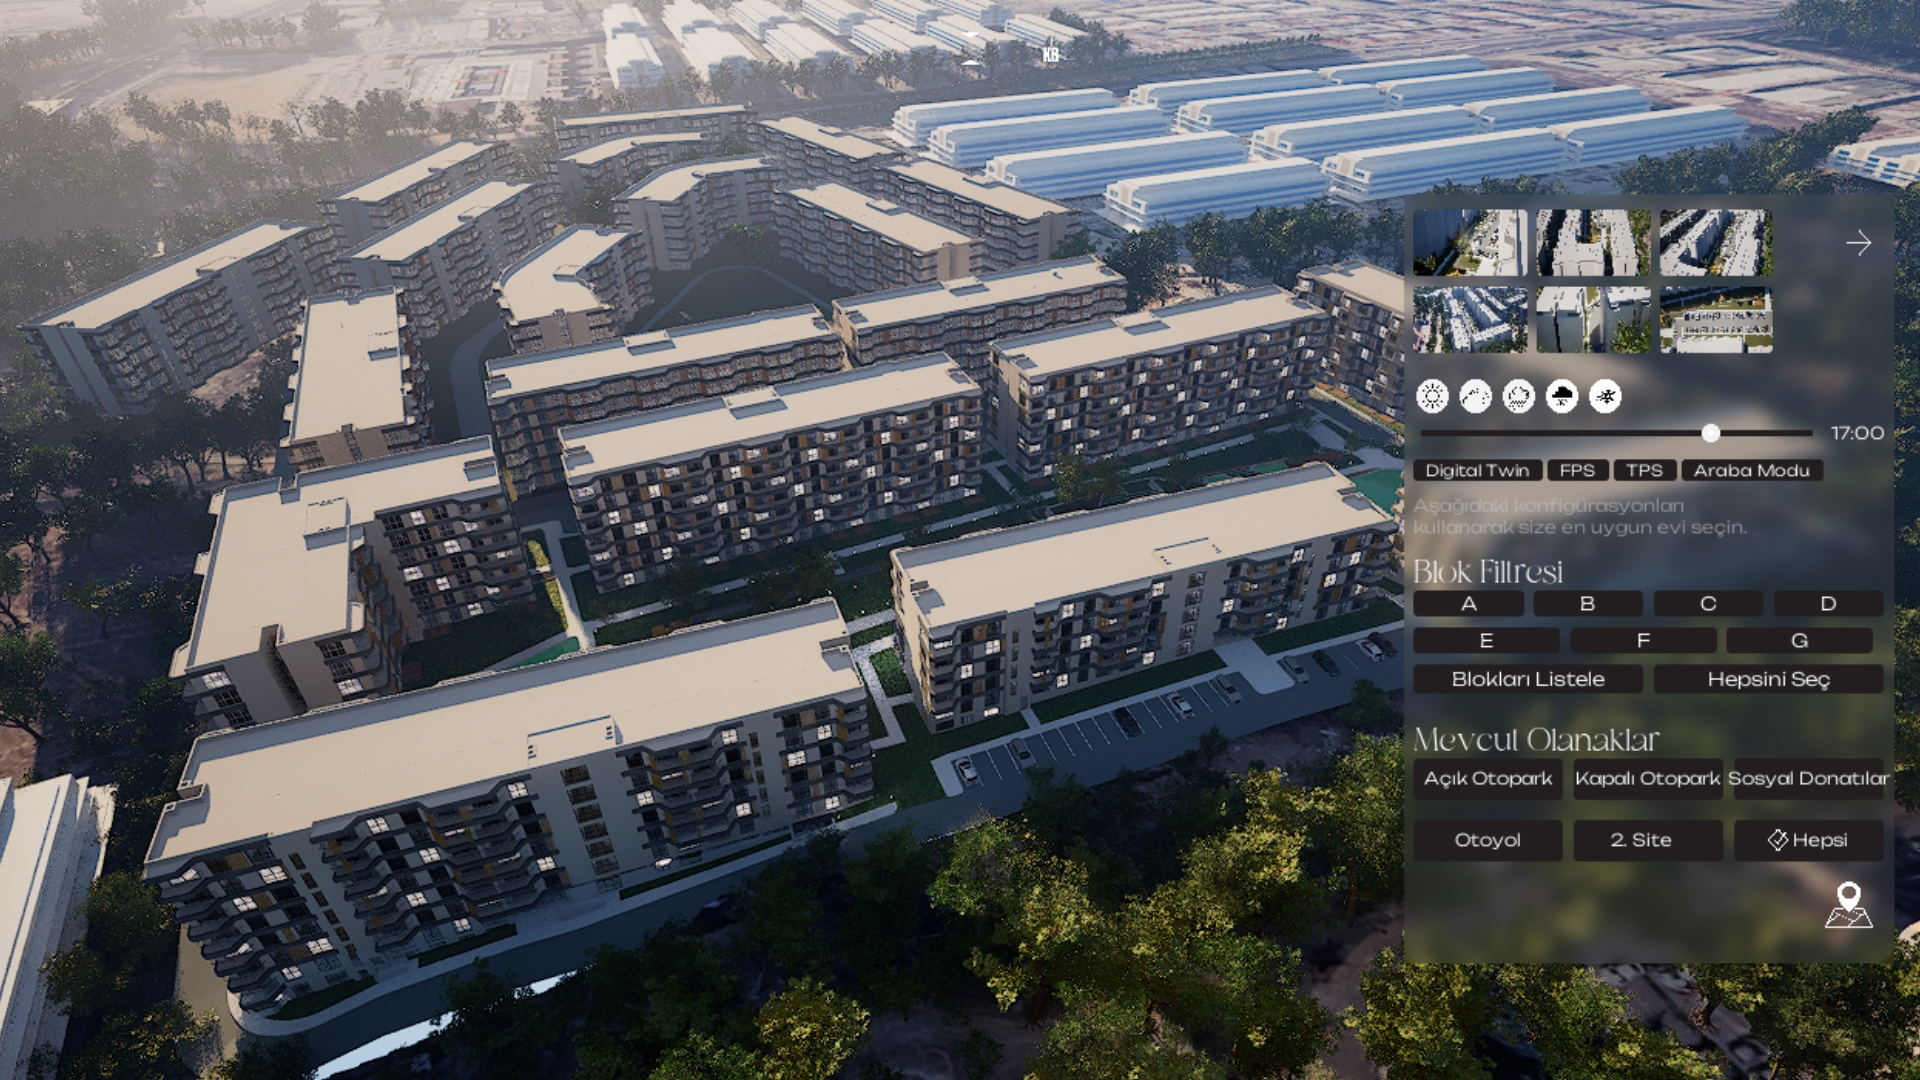 KB
17:00
Digital Twin FPS TPS Araba Modu
Aşağıdaki konfigürasyonları
kullanarak size en uygun evi seçin.
Blok Filtresi
A B C D
E F G
Blokları Listele Hepsini Seç
Mevcut Olanaklar
Açık Otopark Kapalı Otopark Sosyal Donatılar
Otoyol 2. Site Hepsi